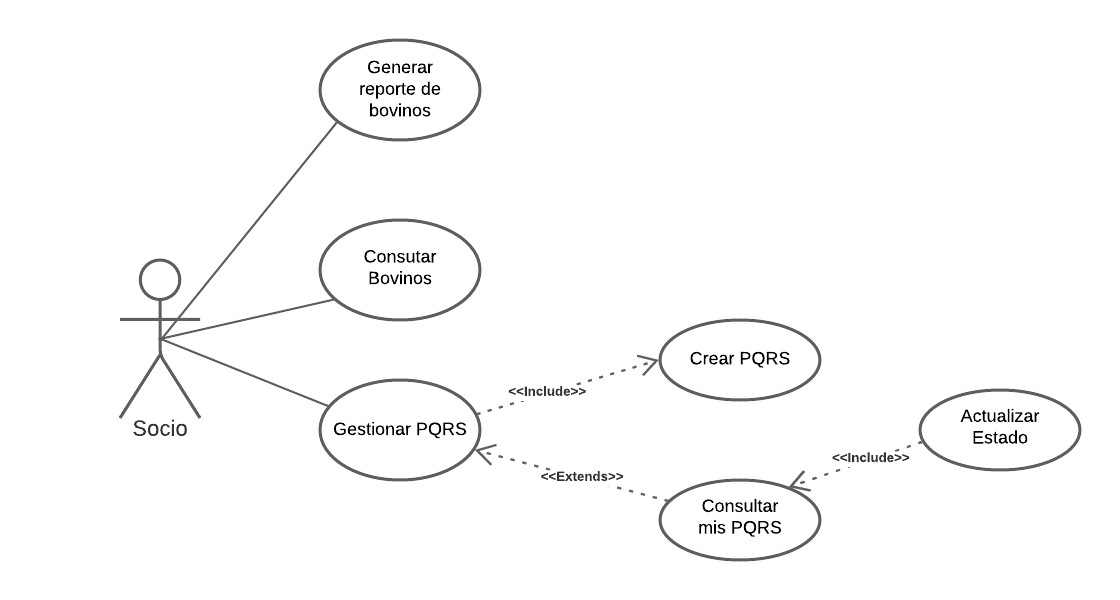 Generar
reporte de
bovinos
Consutar
Bovinos
Socio
Gestionar PQRS
<<Include>>
Crear PQRS
<<Extends>>
Consultar
mis PQRS
<<Include>>
Actualizar
Estado